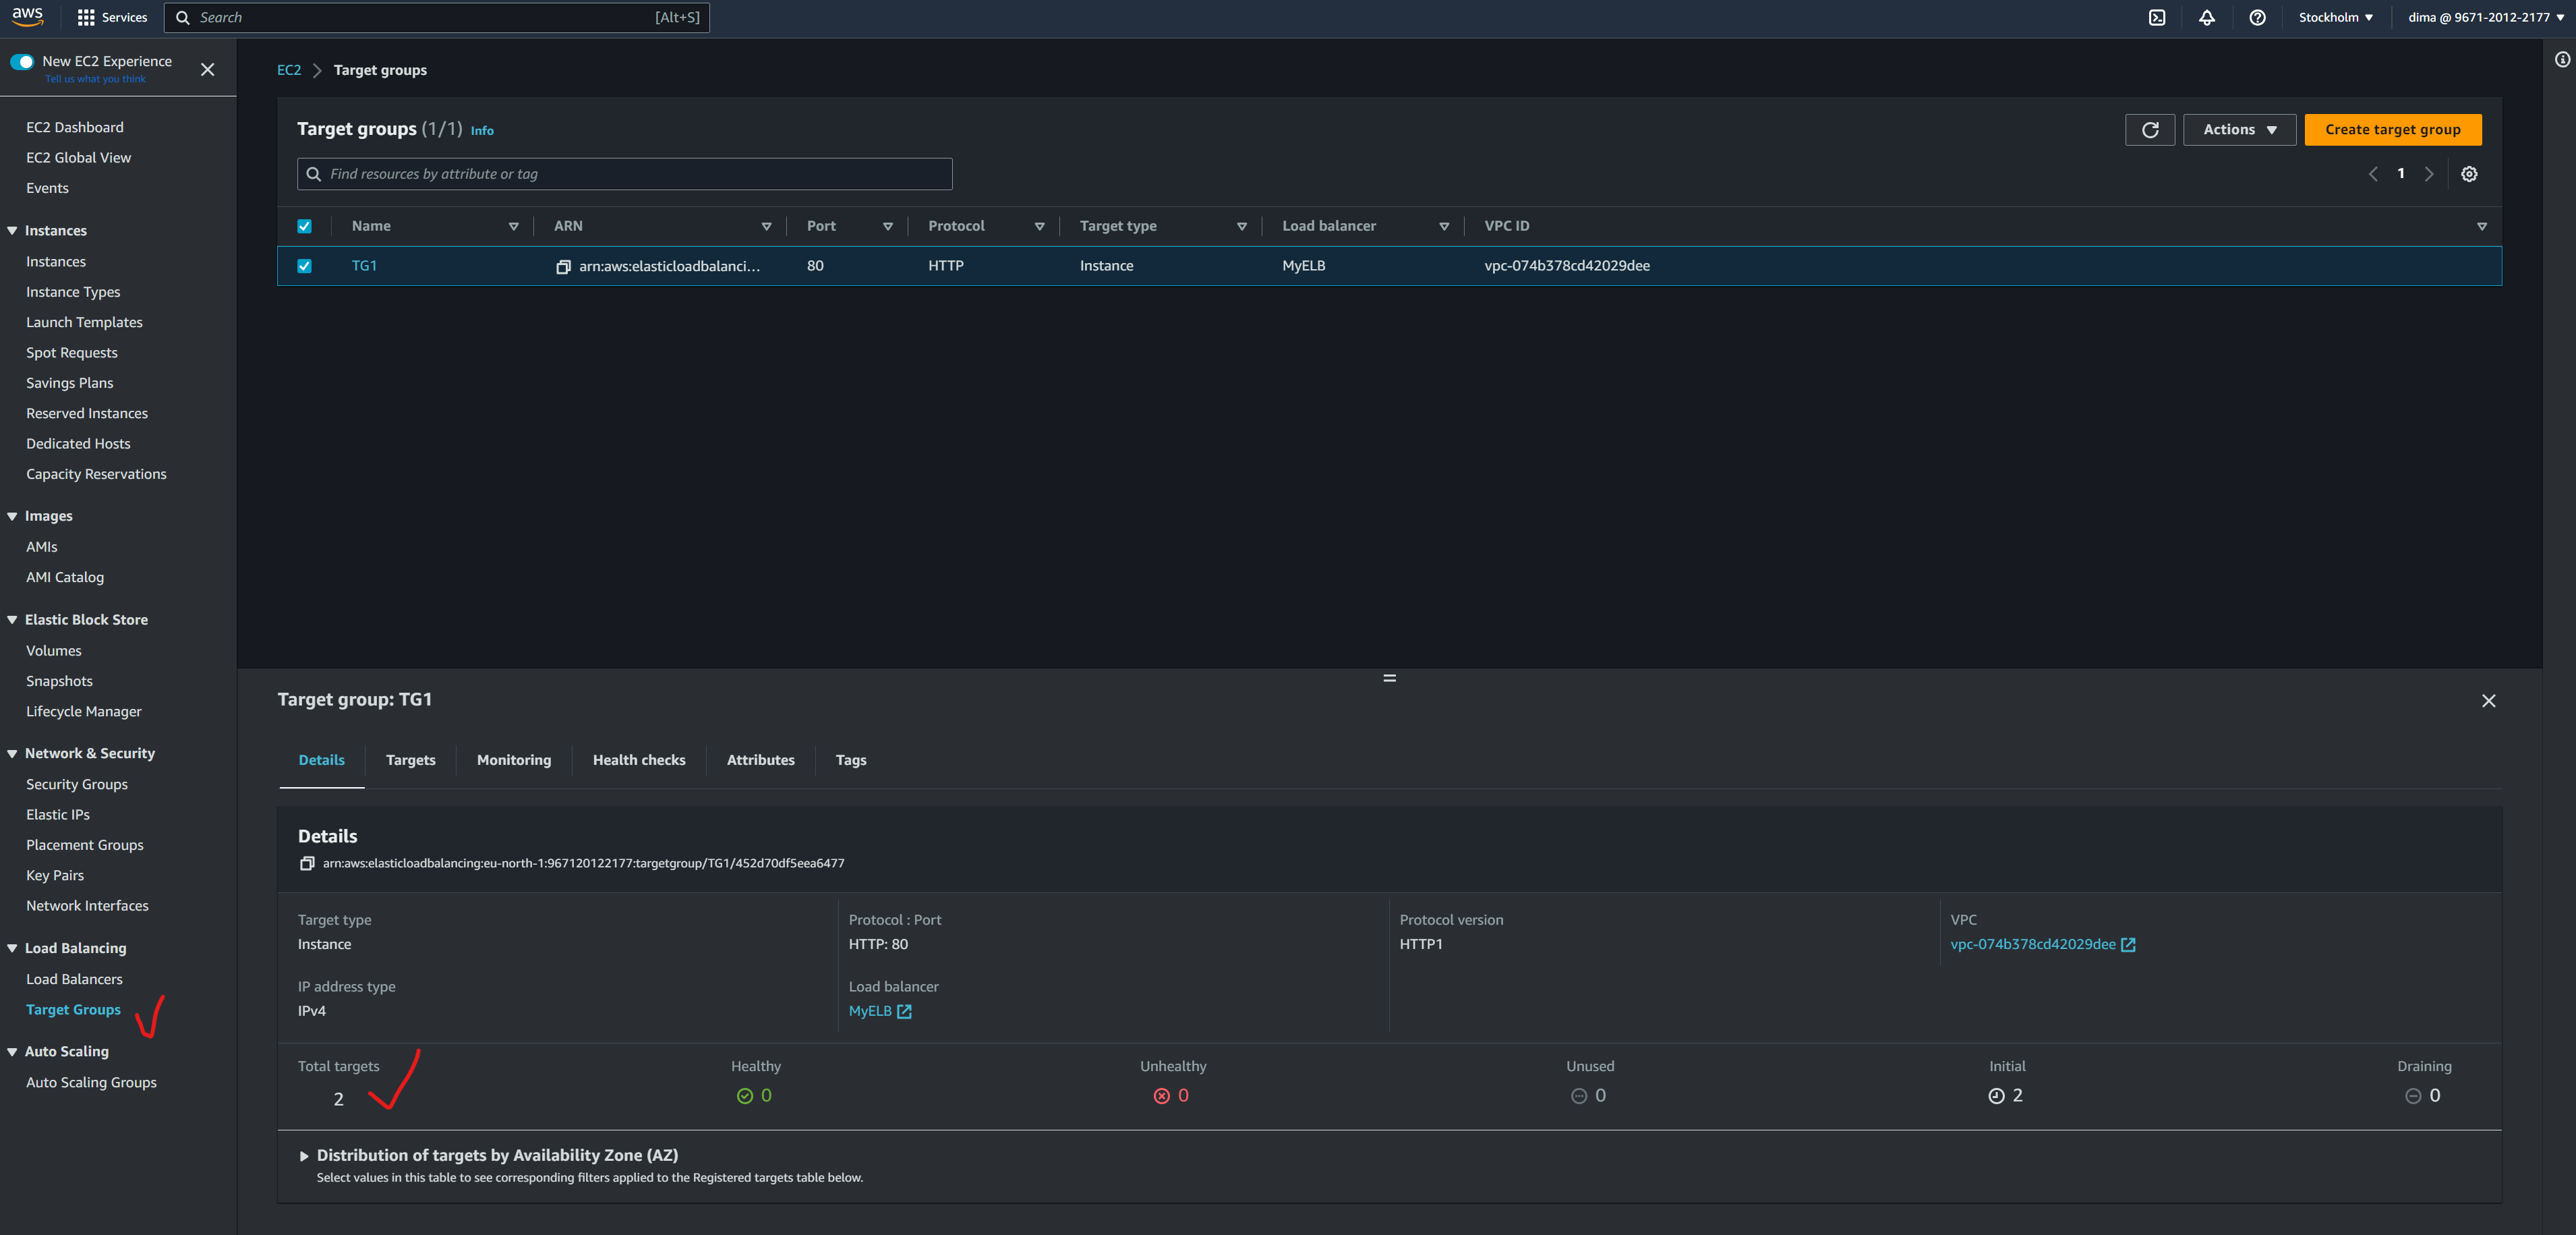 aws Services Search [Alt+S] Stockholm dima @ 9671-2012-2177
New EC2 Experience
Tell us what you think
EC2 Dashboard
EC2 Global View
Events
Instances
Instances
Instance Types
Launch Templates
Spot Requests
Savings Plans
Reserved Instances
Dedicated Hosts
Capacity Reservations
Images
AMIs
AMI Catalog
Elastic Block Store
Volumes
Snapshots
Lifecycle Manager
Network & Security
Security Groups
Elastic IPs
Placement Groups
Key Pairs
Network Interfaces
Load Balancing
Load Balancers
Target Groups
Auto Scaling
Auto Scaling Groups
EC2 Target groups
Target groups (1/1) Info
Actions Create target group
Find resources by attribute or tag
1
Name ARN Port Protocol Target type Load balancer VPC ID
TG1 arn:aws:elasticloadbalanci... 80 HTTP Instance MyELB vpc-074b378cd42029dee
Target group: TG1
Details Targets Monitoring Health checks Attributes Tags
Details
arn:aws:elasticloadbalancing:eu-north-1:967120122177:targetgroup/TG1/452d70df5eea6477
Target type Protocol : Port Protocol version VPC
Instance HTTP: 80 HTTP1 vpc-074b378cd42029dee
IP address type Load balancer
IPv4 MyELB
Total targets Healthy Unhealthy Unused Initial Draining
2 0 0 0 2 0
Distribution of targets by Availability Zone (AZ)
Select values in this table to see corresponding filters applied to the Registered targets table below.